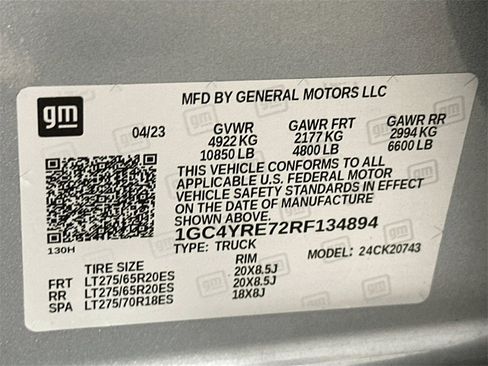 gm
MFD BY GENERAL MOTORS LLC
04/23 GVWR GAWR FRT GAWR RR
4922 KG 2177 KG 2994 KG
10850 LB 4800 LB 6600 LB
THIS VEHICLE CONFORMS TO ALL
APPLICABLE U.S. FEDERAL MOTOR
VEHICLE SAFETY STANDARDS IN EFFECT
ON THE DATE OF MANUFACTURE
SHOWN ABOVE.
1GC4YRE72RF134894
130H
TYPE: TRUCK MODEL: 24CK20743
TIRE SIZE RIM
FRT LT275/65R20ES 20X8.5J
RR LT275/65R20ES 20X8.5J
SPA LT275/70R18ES 18X8J